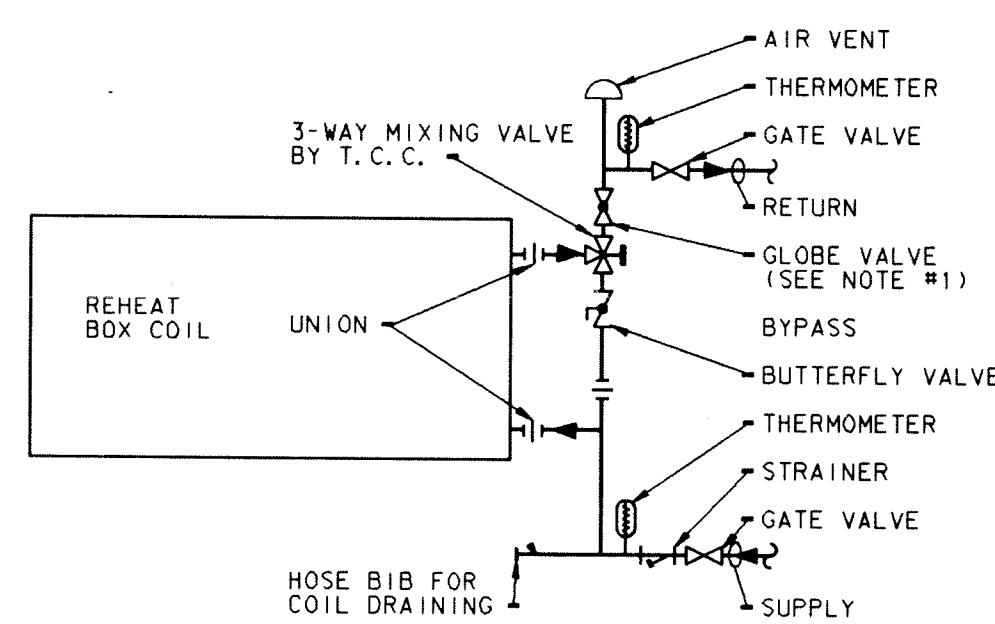 AIR VENT
THERMOMETER
3-WAY MIXING VALVE
BY T.C.C.
GATE VALVE
RETURN
GLOBE VALVE
(SEE NOTE #1)
REHEAT
BOX COIL
UNION
BYPASS
BUTTERFLY VALVE
THERMOMETER
STRAINER
GATE VALVE
HOSE BIB FOR
COIL DRAINING
SUPPLY